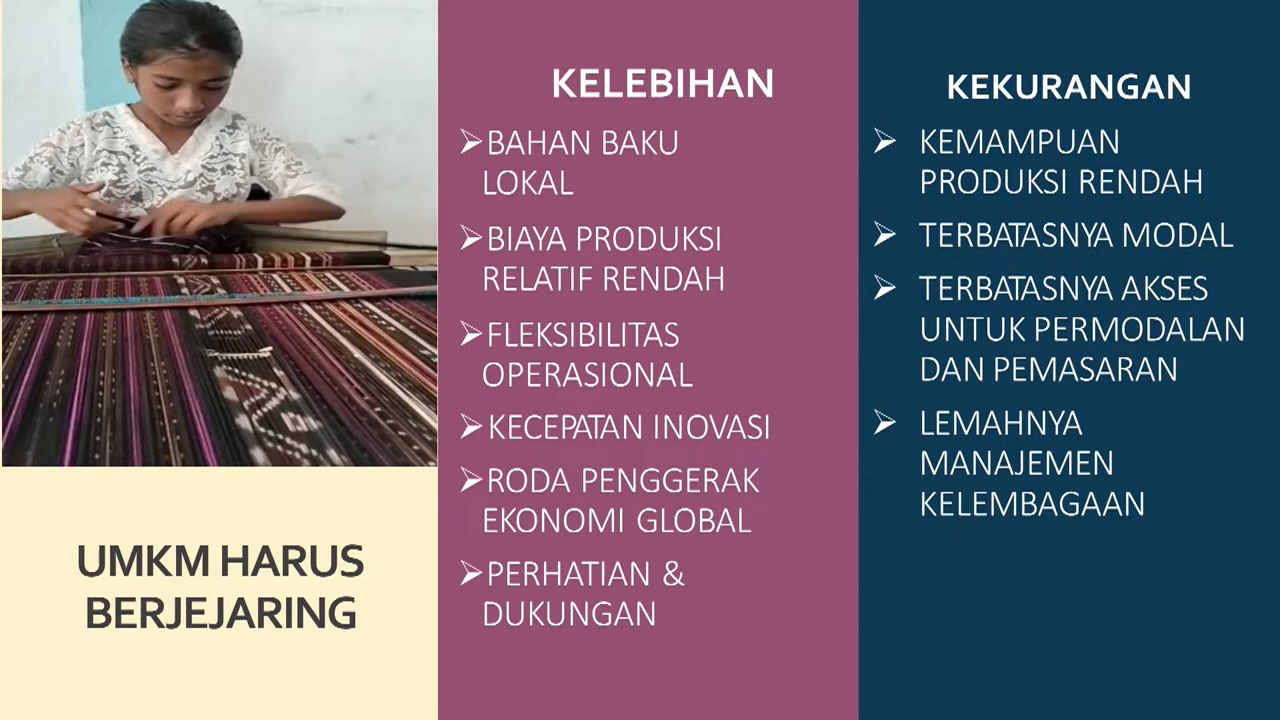 UMKM HARUS
BERJEJARING
KELEBIHAN
➢BAHAN BAKU
LOKAL
➢BIAYA PRODUKSI
RELATIF RENDAH
➢FLEKSIBILITAS
OPERASIONAL
➢KECEPATAN INOVASI
➢RODA PENGGERAK
EKONOMI GLOBAL
➢PERHATIAN &
DUKUNGAN
KEKURANGAN
➢ KEMAMPUAN
PRODUKSI RENDAH
➢ TERBATASNYA MODAL
➢ TERBATASNYA AKSES
UNTUK PERMODALAN
DAN PEMASARAN
➢ LEMAHNYA
MANAJEMEN
KELEMBAGAAN